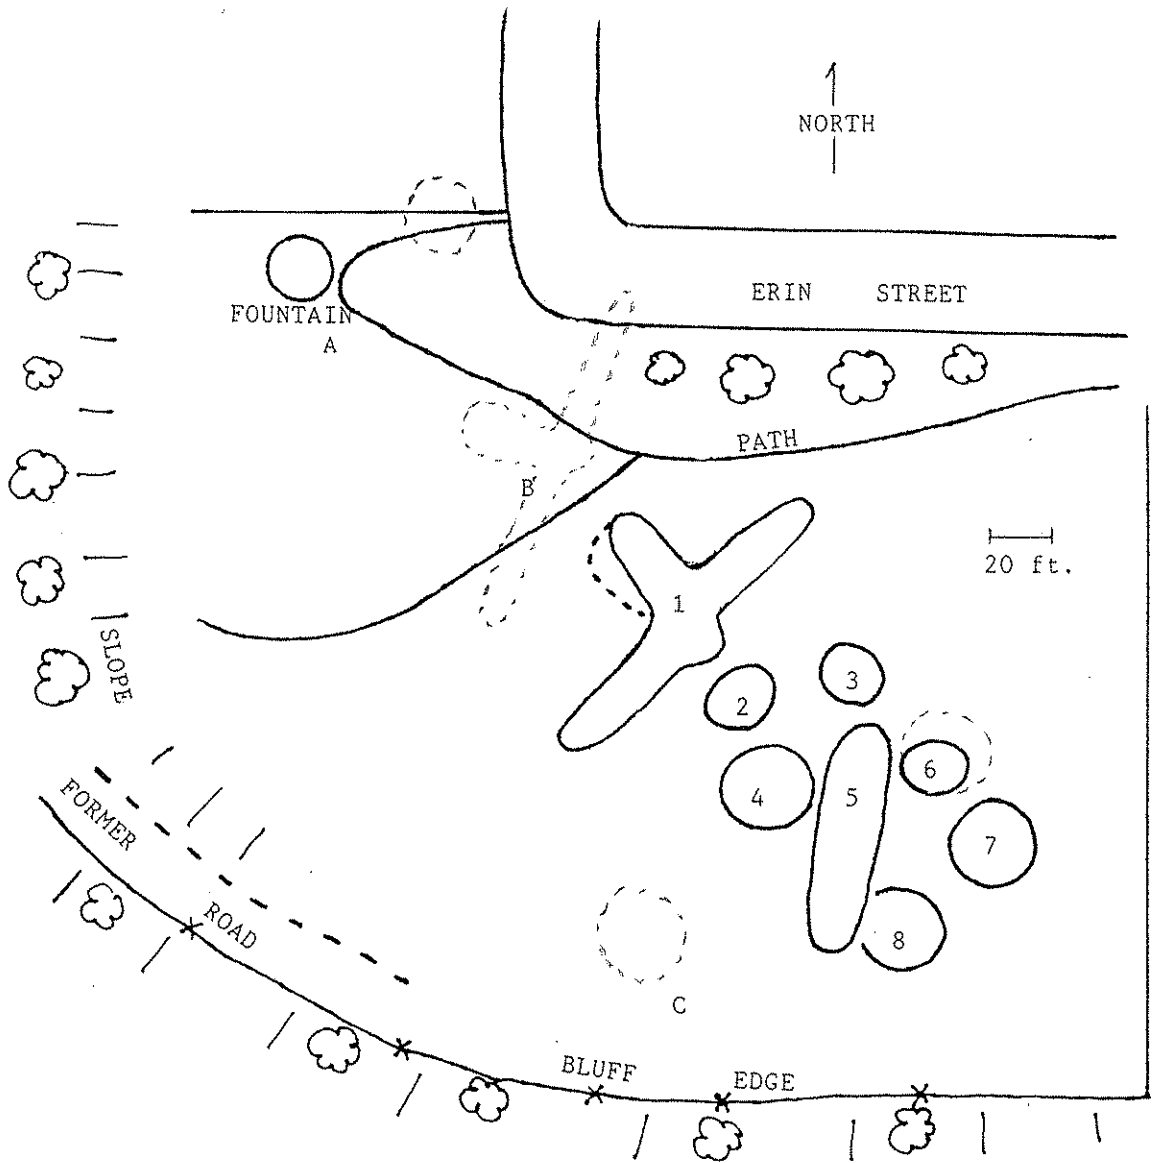 NORTH
ERIN STREET
FOUNTAIN
A
PATH
B
20 ft.
1
SLOPE
2
3
4
5
6
7
8
FORMER
ROAD
C
BLUFF
EDGE